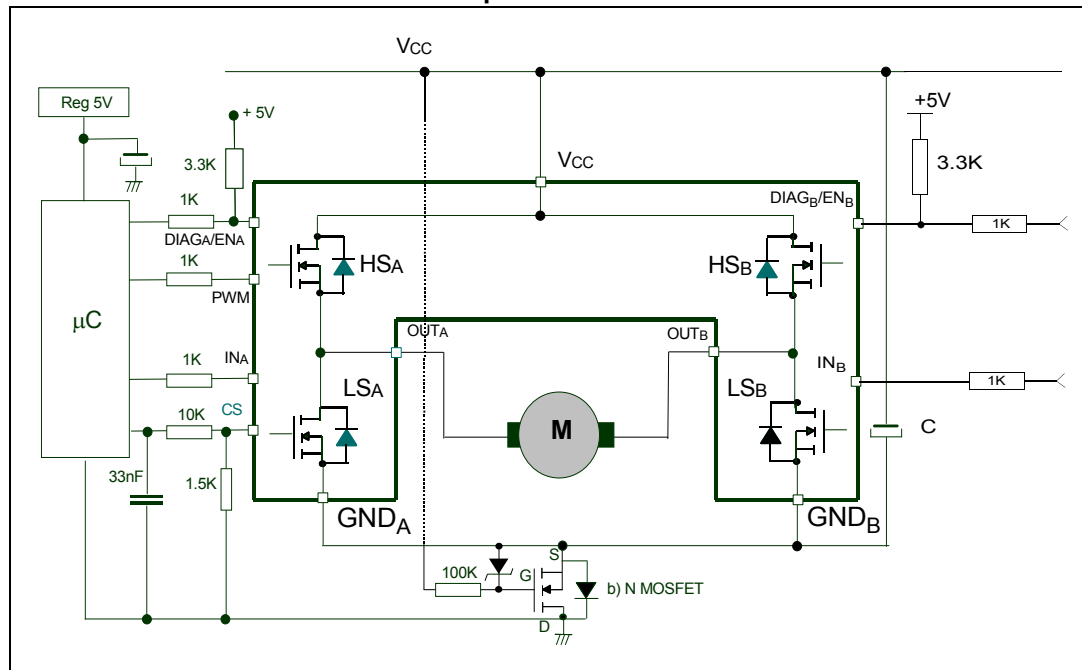 VCC
Reg 5V
+ 5V
+5V
3.3K
VCC
3.3K
1K
DIAGA/ENA
DIAGB/ENB
1K
HSA
HSB
1K
PWM
µC
OUTA
OUTB
INA
INB
1K
LSA
LSB
1K
10K
CS
M
C
33nF
1.5K
GNDA
GNDB
S
100K
G
b) N MOSFET
D